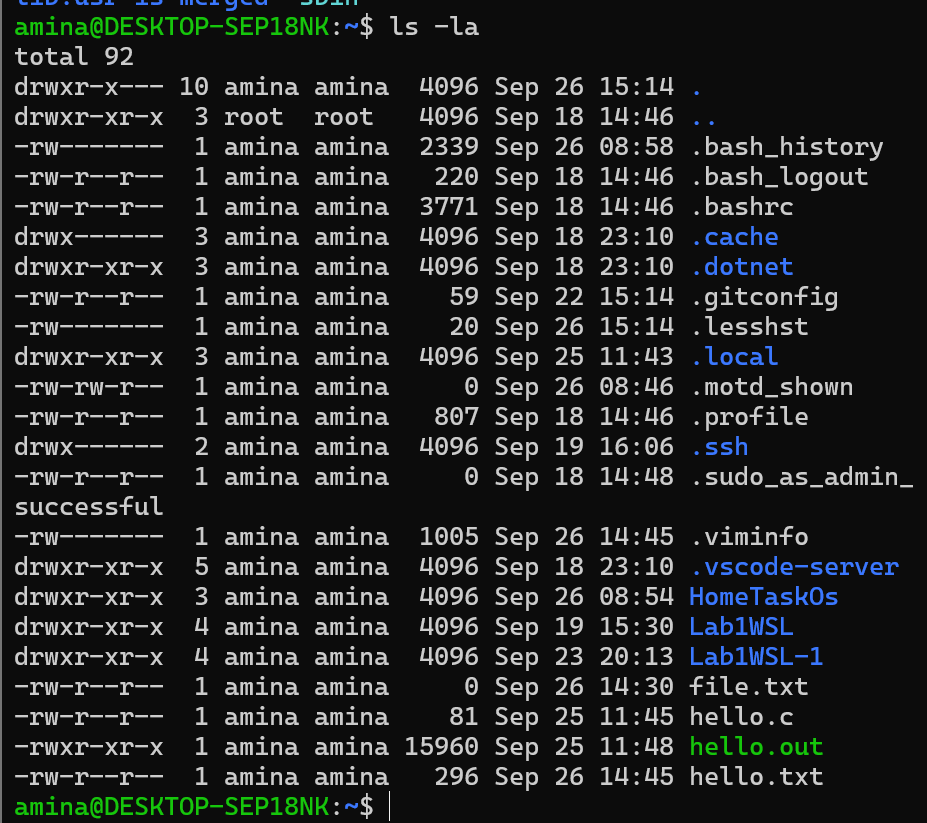 lib.usr-is-merged  sbin
amina@DESKTOP-SEP18NK:~$ ls -la
total 92
drwxr-x--- 10 amina amina  4096 Sep 26 15:14 .
drwxr-xr-x  3 root  root   4096 Sep 18 14:46 ..
-rw-------  1 amina amina  2339 Sep 26 08:58 .bash_history
-rw-r--r--  1 amina amina   220 Sep 18 14:46 .bash_logout
-rw-r--r--  1 amina amina  3771 Sep 18 14:46 .bashrc
drwx------  3 amina amina  4096 Sep 18 23:10 .cache
drwxr-xr-x  3 amina amina  4096 Sep 18 23:10 .dotnet
-rw-r--r--  1 amina amina    59 Sep 22 15:14 .gitconfig
-rw-------  1 amina amina    20 Sep 26 15:14 .lesshst
drwxr-xr-x  3 amina amina  4096 Sep 25 11:43 .local
-rw-rw-r--  1 amina amina     0 Sep 26 08:46 .motd_shown
-rw-r--r--  1 amina amina   807 Sep 18 14:46 .profile
drwx------  2 amina amina  4096 Sep 19 16:06 .ssh
-rw-r--r--  1 amina amina     0 Sep 18 14:48 .sudo_as_admin_
successful
-rw-------  1 amina amina  1005 Sep 26 14:45 .viminfo
drwxr-xr-x  5 amina amina  4096 Sep 18 23:10 .vscode-server
drwxr-xr-x  3 amina amina  4096 Sep 26 08:54 HomeTaskOs
drwxr-xr-x  4 amina amina  4096 Sep 19 15:30 Lab1WSL
drwxr-xr-x  4 amina amina  4096 Sep 23 20:13 Lab1WSL-1
-rw-r--r--  1 amina amina     0 Sep 26 14:30 file.txt
-rw-r--r--  1 amina amina    81 Sep 25 11:45 hello.c
-rwxr-xr-x  1 amina amina 15960 Sep 25 11:48 hello.out
-rw-r--r--  1 amina amina   296 Sep 26 14:45 hello.txt
amina@DESKTOP-SEP18NK:~$